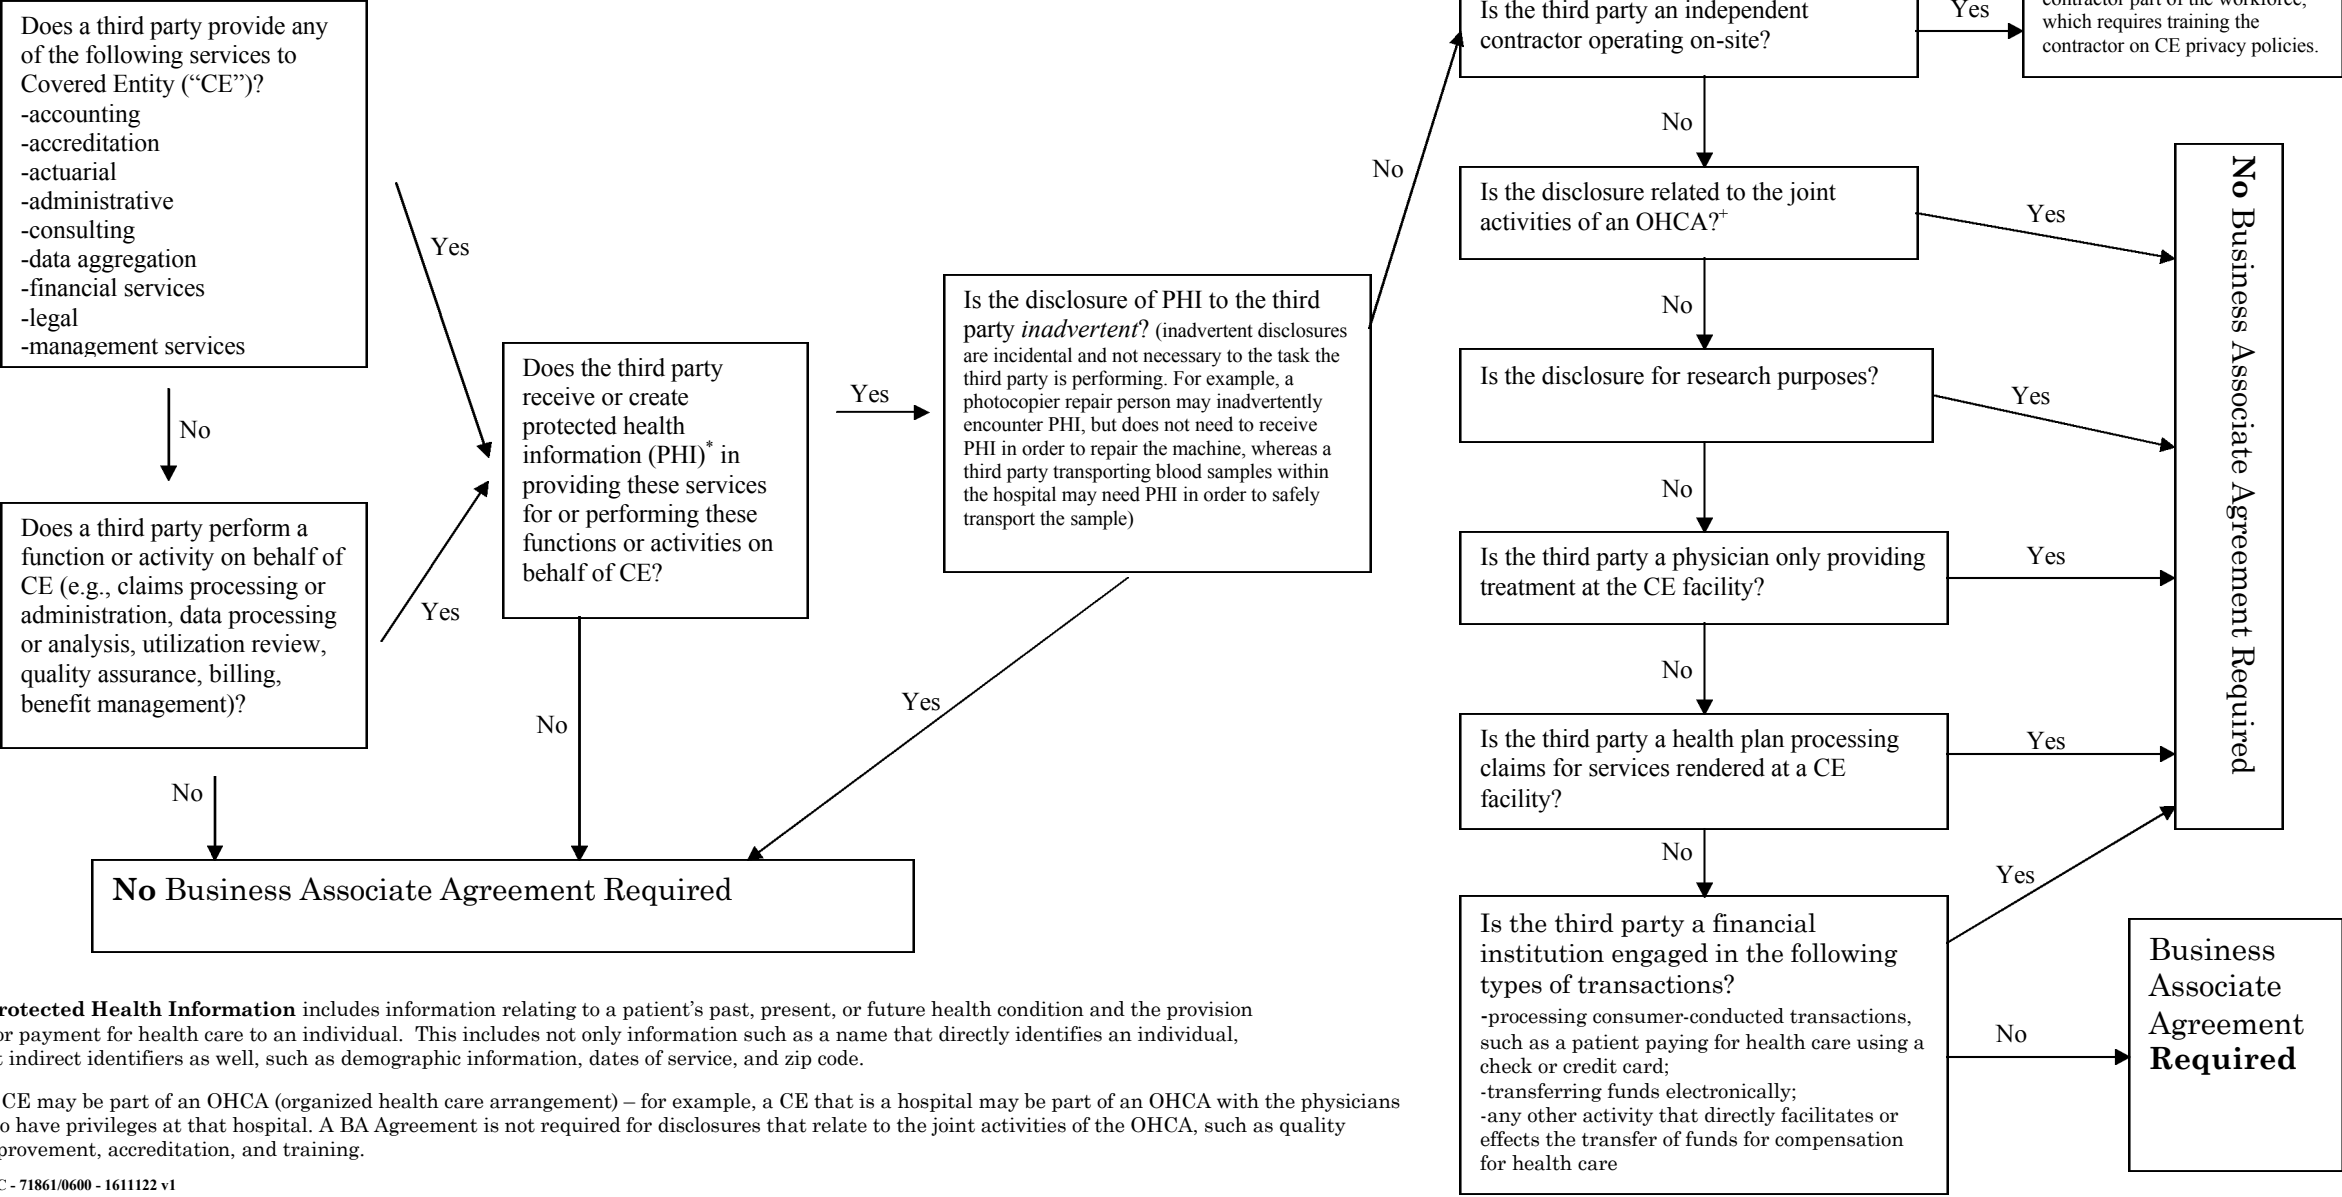 Does a third party provide any
of the following services to
Covered Entity (“CE”)?
-accounting
-accreditation
-actuarial
-administrative
-consulting
-data aggregation
-financial services
-legal
-management services
Yes
No
Does a third party perform a
function or activity on behalf of
CE (e.g., claims processing or
administration, data processing
or analysis, utilization review,
quality assurance, billing,
benefit management)?
Yes
No
Does the third party
receive or create
protected health
information (PHI)* in
providing these services
for or performing these
functions or activities on
behalf of CE?
Yes
No
Is the disclosure of PHI to the third
party inadvertent? (inadvertent disclosures
are incidental and not necessary to the task the
third party is performing. For example, a
photocopier repair person may inadvertently
encounter PHI, but does not need to receive
PHI in order to repair the machine, whereas a
third party transporting blood samples within
the hospital may need PHI in order to safely
transport the sample)
Yes
No
No Business Associate Agreement Required
Is the third party an independent
contractor operating on-site?
Yes
contractor part of the workforce,
which requires training the
contractor on CE privacy policies.
No
Is the disclosure related to the joint
activities of an OHCA?+
Yes
No
Is the disclosure for research purposes?
Yes
No
Is the third party a physician only providing
treatment at the CE facility?
Yes
No
Is the third party a health plan processing
claims for services rendered at a CE
facility?
Yes
No
Is the third party a financial
institution engaged in the following
types of transactions?
-processing consumer-conducted transactions,
such as a patient paying for health care using a
check or credit card;
-transferring funds electronically;
-any other activity that directly facilitates or
effects the transfer of funds for compensation
for health care
Yes
No
No Business Associate Agreement Required
Business
Associate
Agreement
Required
rotected Health Information includes information relating to a patient’s past, present, or future health condition and the provision
or payment for health care to an individual. This includes not only information such as a name that directly identifies an individual,
t indirect identifiers as well, such as demographic information, dates of service, and zip code.
CE may be part of an OHCA (organized health care arrangement) – for example, a CE that is a hospital may be part of an OHCA with the physicians
o have privileges at that hospital. A BA Agreement is not required for disclosures that relate to the joint activities of the OHCA, such as quality
provement, accreditation, and training.
C - 71861/0600 - 1611122 v1